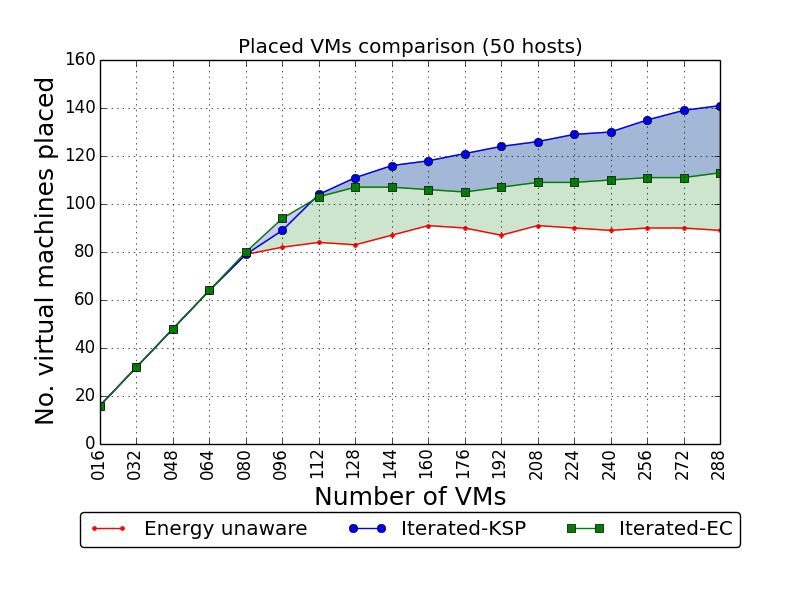 Placed VMs comparison (50 hosts)
No. virtual machines placed
160
140
120
100
80
60
40
20
0
016 032 048 064 080 096 112 128 144 160 176 192 208 224 240 256 272 288
Number of VMs
Energy unaware Iterated-KSP Iterated-EC